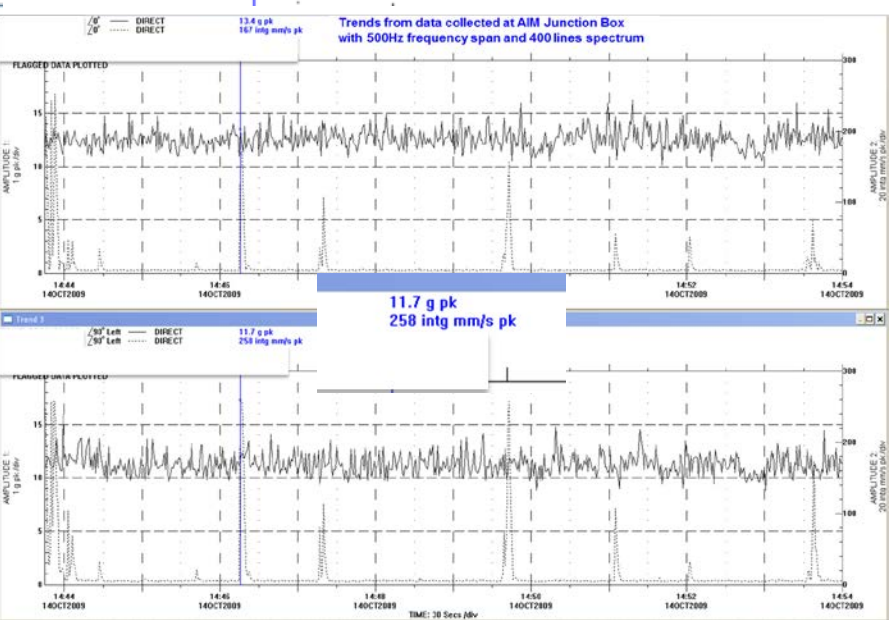 ∠0° — DIRECT 13.4 g pk
∠0° ····· DIRECT 167 intg mm/s pk
Trends from data collected at AIM Junction Box
with 500Hz frequency span and 400 lines spectrum
FLAGGED DATA PLOTTED
300
15
200
10
100
5
0
0
AMPLITUDE 1:
1 g pk /div
AMPLITUDE 2:
20 intg mm/s pk/div
14:44 14:46 14:52 14:54
14OCT2009 14OCT2009 14OCT2009 14OCT2009
11.7 g pk
258 intg mm/s pk
Trend 3
∠93° Left — DIRECT 11.7 g pk
∠93° Left ····· DIRECT 258 intg mm/s pk
FLAGGED DATA PLOTTED
300
15
200
10
100
5
0
0
AMPLITUDE 1:
1 g pk /div
AMPLITUDE 2:
20 intg mm/s pk/div
14:44 14:46 14:48 14:50 14:52 14:54
14OCT2009 14OCT2009 14OCT2009 14OCT2009 14OCT2009 14OCT2009
TIME: 30 Secs /div